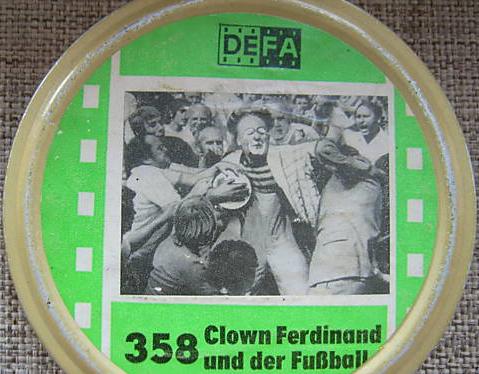 DEFA
358 Clown Ferdinand
und der Fußball